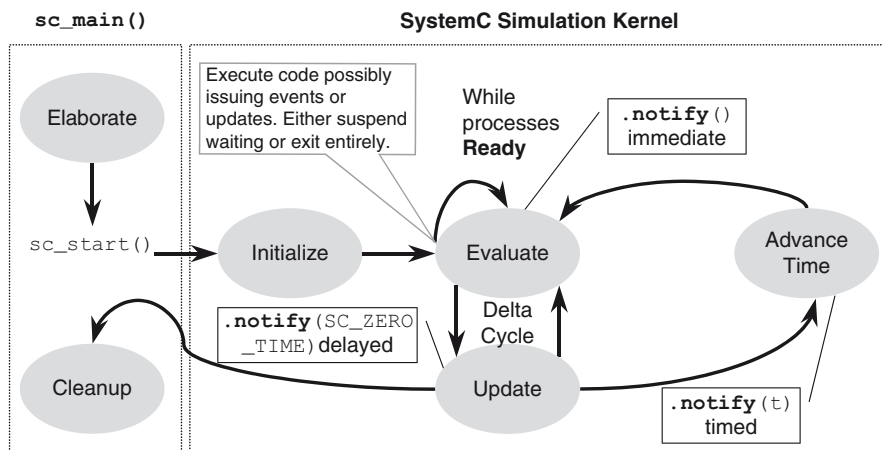 sc_main()
SystemC Simulation Kernel
Elaborate
sc_start()
Cleanup
Execute code possibly
issuing events or
updates. Either suspend
waiting or exit entirely.
While
processes
Ready
.notify()
immediate
Initialize
Evaluate
Advance
Time
.notify(SC_ZERO
_TIME)delayed
Delta
Cycle
Update
.notify(t)
timed